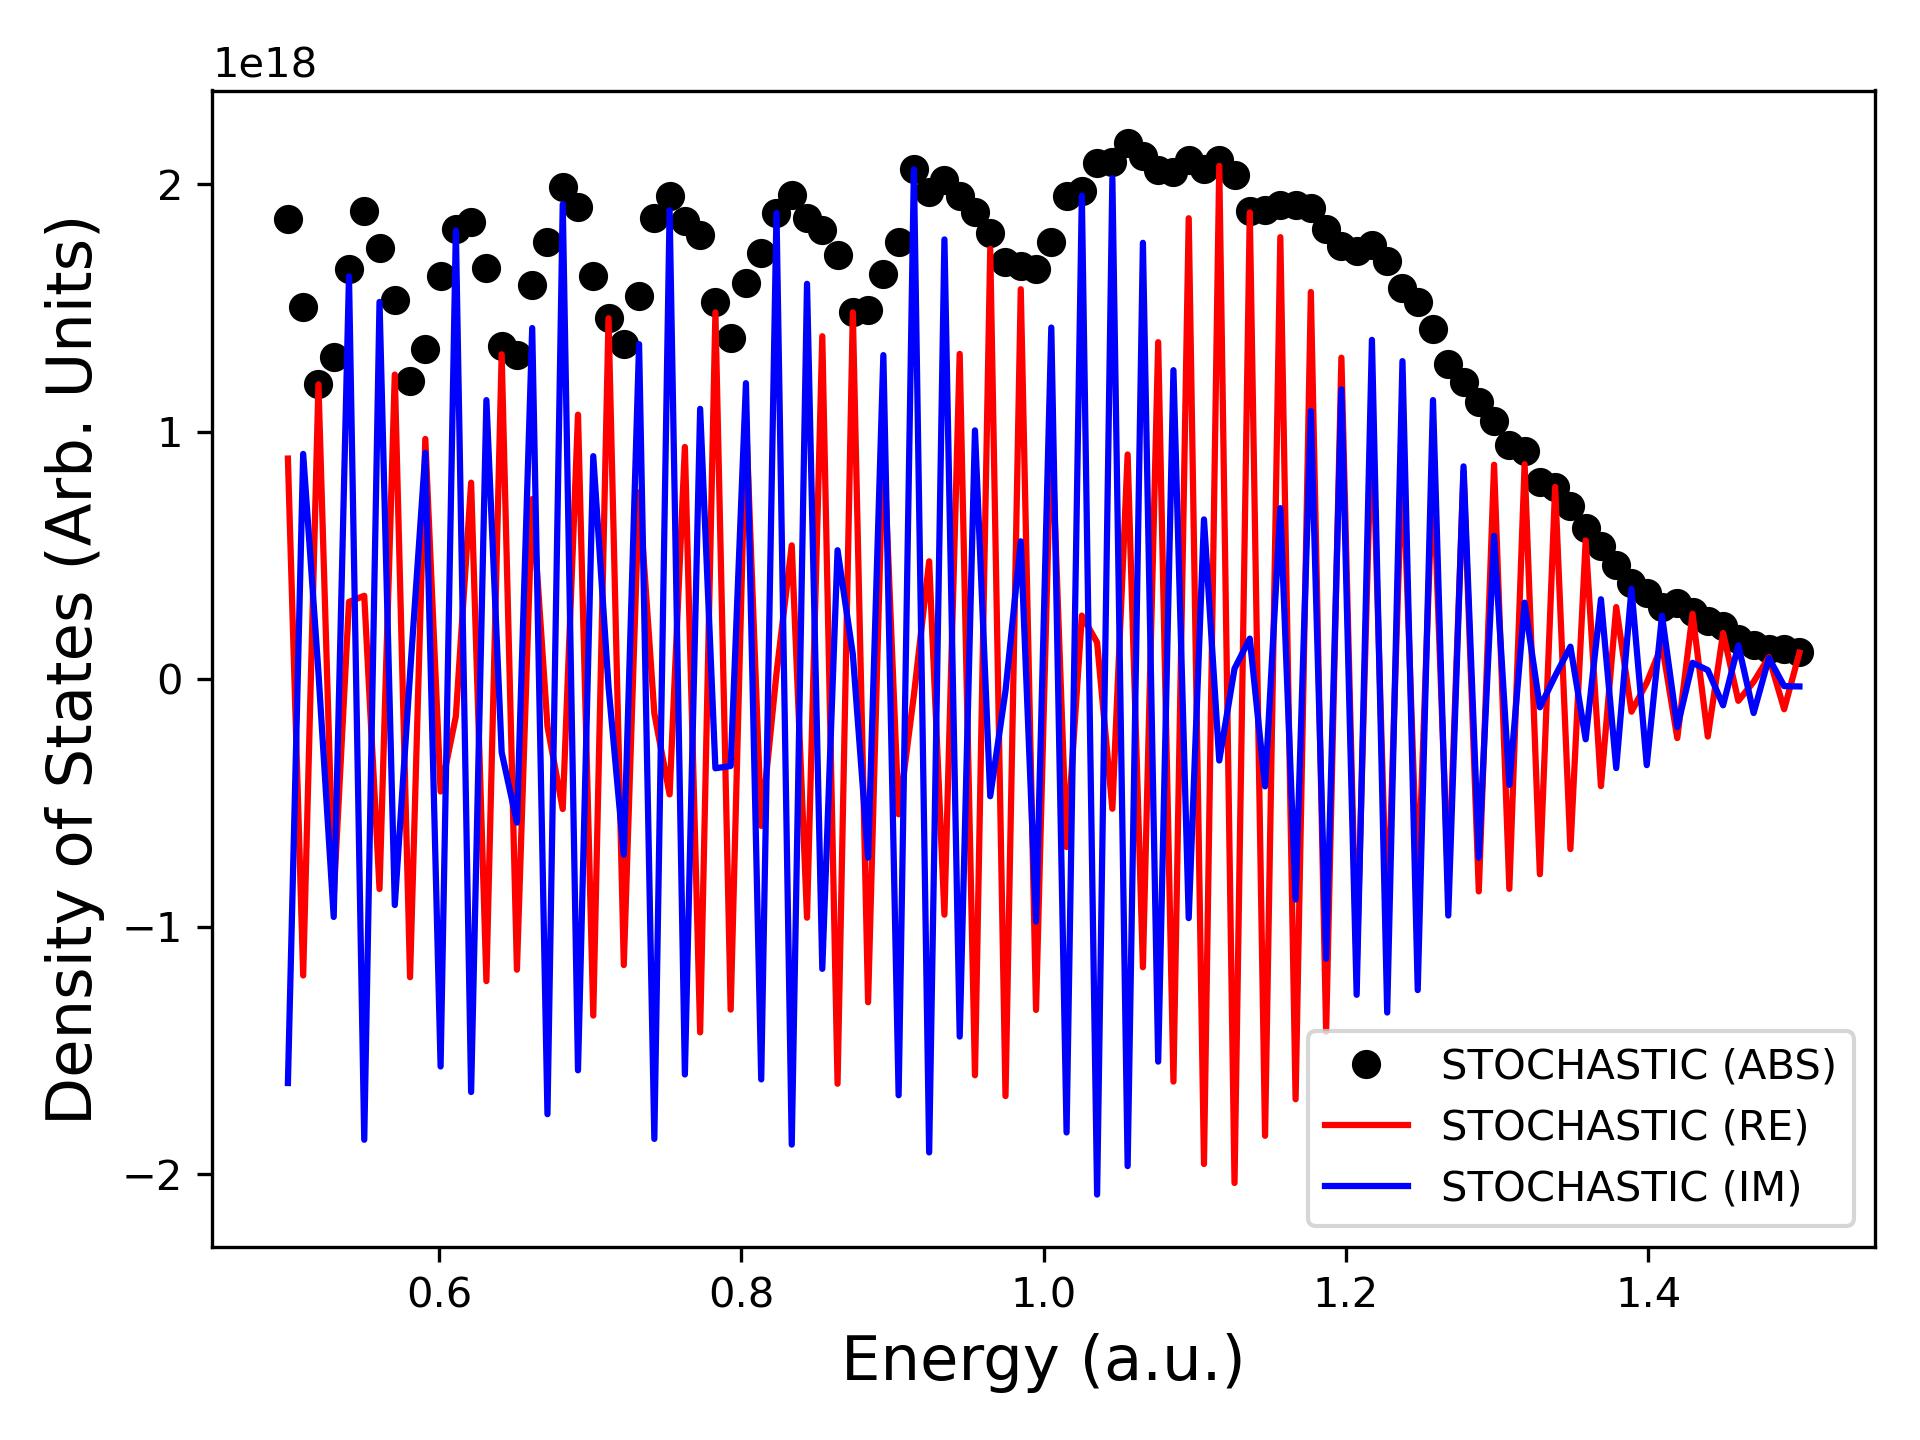 1e18
Density of States (Arb. Units)
2
1
0
−1
−2
STOCHASTIC (ABS)
STOCHASTIC (RE)
STOCHASTIC (IM)
0.6 0.8 1.0 1.2 1.4
Energy (a.u.)